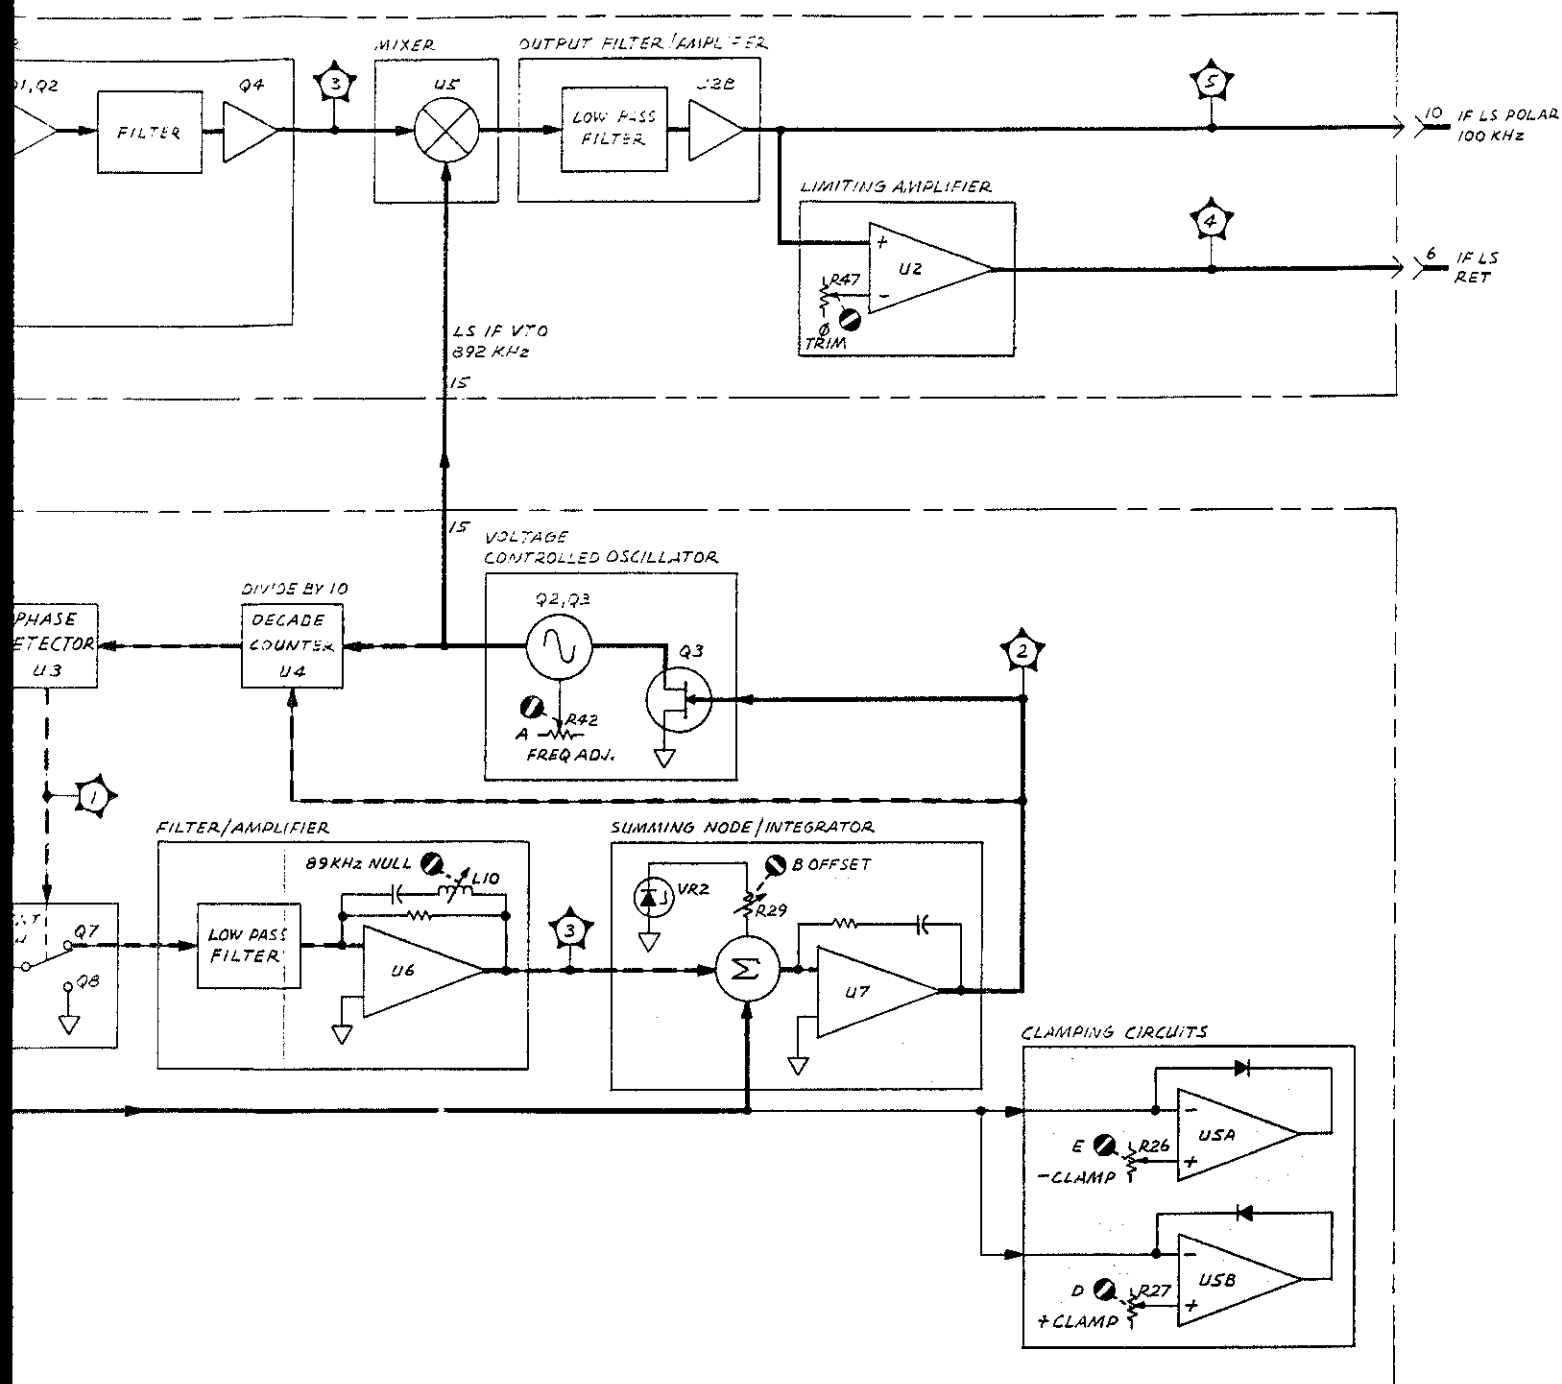 MIXER
OUTPUT FILTER/AMPLIFIER
Q1,Q2
FILTER
Q4
3
U5
LOW PASS
FILTER
U2B
5
10
IF LS POLAR
100 KHz
LIMITING AMPLIFIER
+
U2
-
R47
Ø
TRIM
4
6
IF LS
RET
LS IF VTO
892 KHz
15
15
VOLTAGE
CONTROLLED OSCILLATOR
DIVIDE BY 10
PHASE
ETECTOR
U3
DECADE
COUNTER
U4
Q2,Q3
Q3
R42
A
FREQ ADJ.
2
1
FILTER/AMPLIFIER
89KHz NULL
L10
LOW PASS
FILTER
U6
3
Q7
Q8
SUMMING NODE/INTEGRATOR
VR2
B OFFSET
R29
Σ
U7
CLAMPING CIRCUITS
-
U5A
+
E
R26
-CLAMP
-
U5B
+
D
R27
+CLAMP